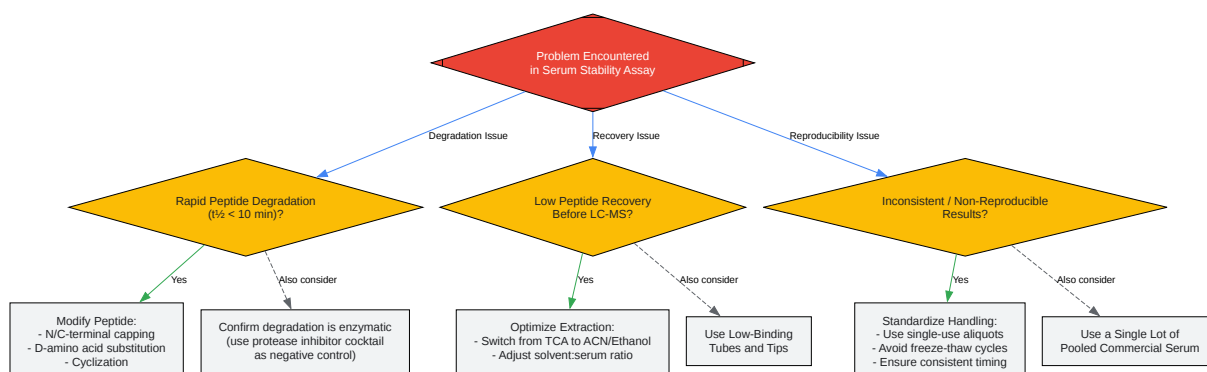 Problem Encountered
in Serum Stability Assay
Degradation Issue
Recovery Issue
Reproducibility Issue
Rapid Peptide Degradation
(t½ < 10 min)?
Low Peptide Recovery
Before LC-MS?
Inconsistent / Non-Reproducible
Results?
Yes
Also consider
Yes
Also consider
Yes
Also consider
Modify Peptide:
- N/C-terminal capping
- D-amino acid substitution
- Cyclization
Confirm degradation is enzymatic
(use protease inhibitor cocktail
as negative control)
Optimize Extraction:
- Switch from TCA to ACN/Ethanol
- Adjust solvent:serum ratio
Use Low-Binding
Tubes and Tips
Standardize Handling:
- Use single-use aliquots
- Avoid freeze-thaw cycles
- Ensure consistent timing
Use a Single Lot of
Pooled Commercial Serum